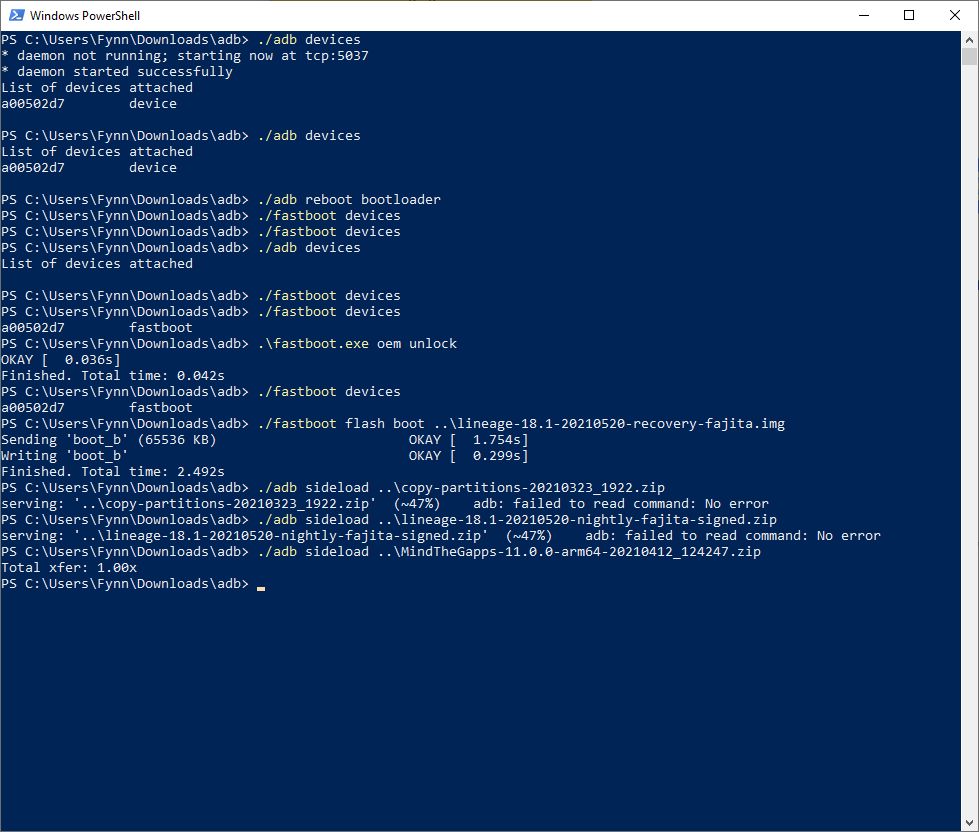 Windows PowerShell
PS C:\Users\Fynn\Downloads\adb> ./adb devices
* daemon not running; starting now at tcp:5037
* daemon started successfully
List of devices attached
a00502d7        device
PS C:\Users\Fynn\Downloads\adb> ./adb devices
List of devices attached
a00502d7        device
PS C:\Users\Fynn\Downloads\adb> ./adb reboot bootloader
PS C:\Users\Fynn\Downloads\adb> ./fastboot devices
PS C:\Users\Fynn\Downloads\adb> ./fastboot devices
PS C:\Users\Fynn\Downloads\adb> ./adb devices
List of devices attached
PS C:\Users\Fynn\Downloads\adb> ./fastboot devices
PS C:\Users\Fynn\Downloads\adb> ./fastboot devices
a00502d7        fastboot
PS C:\Users\Fynn\Downloads\adb> .\fastboot.exe oem unlock
OKAY [  0.036s]
Finished. Total time: 0.042s
PS C:\Users\Fynn\Downloads\adb> ./fastboot devices
a00502d7        fastboot
PS C:\Users\Fynn\Downloads\adb> ./fastboot flash boot ..\lineage-18.1-20210520-recovery-fajita.img
Sending 'boot_b' (65536 KB)                        OKAY [  1.754s]
Writing 'boot_b'                                   OKAY [  0.299s]
Finished. Total time: 2.492s
PS C:\Users\Fynn\Downloads\adb> ./adb sideload ..\copy-partitions-20210323_1922.zip
serving: '..\copy-partitions-20210323_1922.zip'  (~47%)    adb: failed to read command: No error
PS C:\Users\Fynn\Downloads\adb> ./adb sideload ..\lineage-18.1-20210520-nightly-fajita-signed.zip
serving: '..\lineage-18.1-20210520-nightly-fajita-signed.zip'  (~47%)    adb: failed to read command: No error
PS C:\Users\Fynn\Downloads\adb> ./adb sideload ..\MindTheGapps-11.0.0-arm64-20210412_124247.zip
Total xfer: 1.00x
PS C:\Users\Fynn\Downloads\adb>